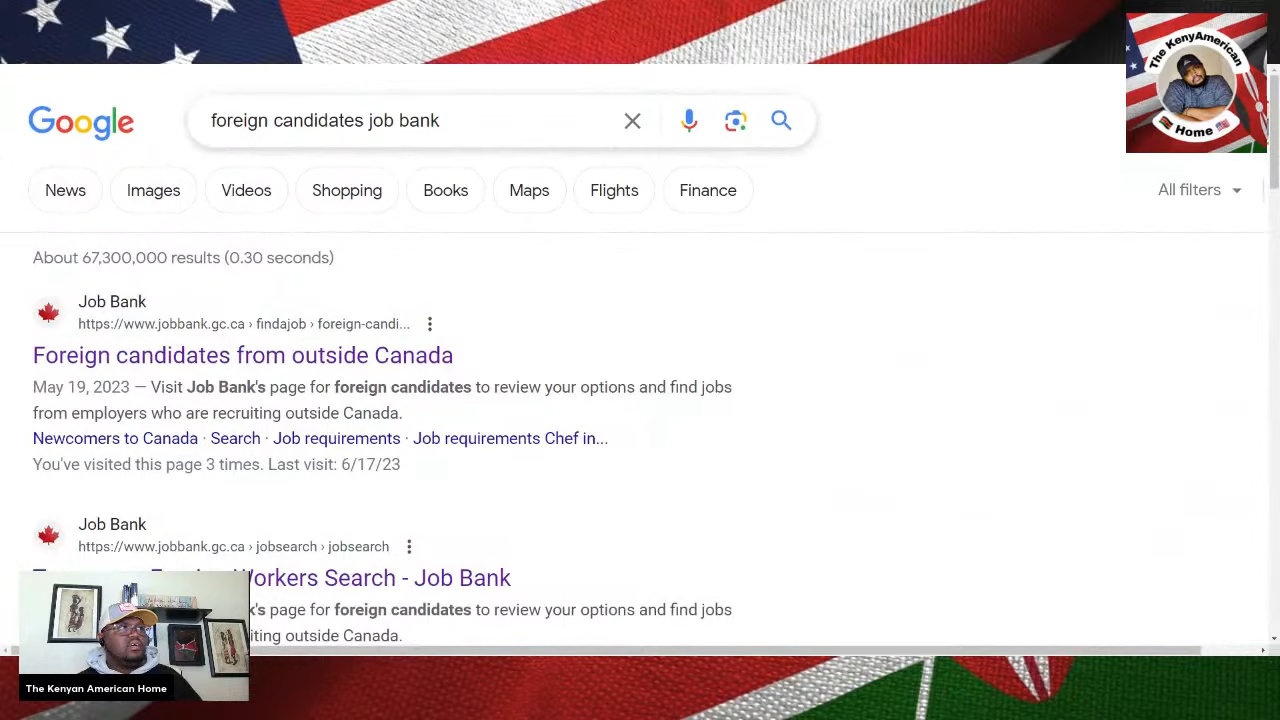 The KenyAmerican
Home
Google
foreign candidates job bank
News
Images
Videos
Shopping
Books
Maps
Flights
Finance
All filters
About 67,300,000 results (0.30 seconds)
Job Bank
https://www.jobbank.gc.ca › findajob › foreign-candi...
Foreign candidates from outside Canada
May 19, 2023 — Visit Job Bank's page for foreign candidates to review your options and find jobs
from employers who are recruiting outside Canada.
Newcomers to Canada · Search · Job requirements · Job requirements Chef in...
You've visited this page 3 times. Last visit: 6/17/23
Job Bank
https://www.jobbank.gc.ca › jobsearch › jobsearch
Workers Search - Job Bank
k's page for foreign candidates to review your options and find jobs
iting outside Canada.
The Kenyan American Home